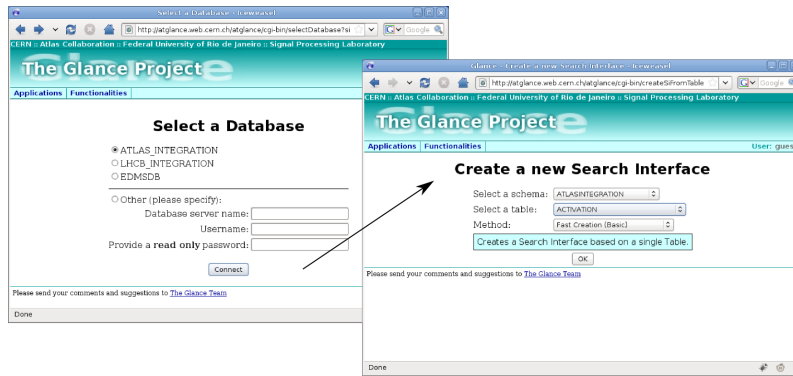 Select a Database - Iceweasel
http://atglance.web.cern.ch/atglance/cgi-bin/selectDatabase?si
Google
CERN :: Atlas Collaboration :: Federal University of Rio de Janeiro :: Signal Processing Laboratory
The Glance Project
Applications Functionalities
Select a Database
ATLAS_INTEGRATION
LHCB_INTEGRATION
EDMSDB
Other (please specify):
Database server name:
Username:
Provide a read only password:
Connect
Please send your comments and suggestions to The Glance Team
Done
Glance - Create a new Search Interface - Iceweasel
http://atglance.web.cern.ch/atglance/cgi-bin/createSiFromTable
Google
CERN :: Atlas Collaboration :: Federal University of Rio de Janeiro :: Signal Processing Laboratory
The Glance Project
Applications Functionalities
User: gues
Create a new Search Interface
Select a schema: ATLASINTEGRATION
Select a table: ACTIVATION
Method: Fast Creation (Basic)
Creates a Search Interface based on a single Table.
OK
Please send your comments and suggestions to The Glance Team
Done